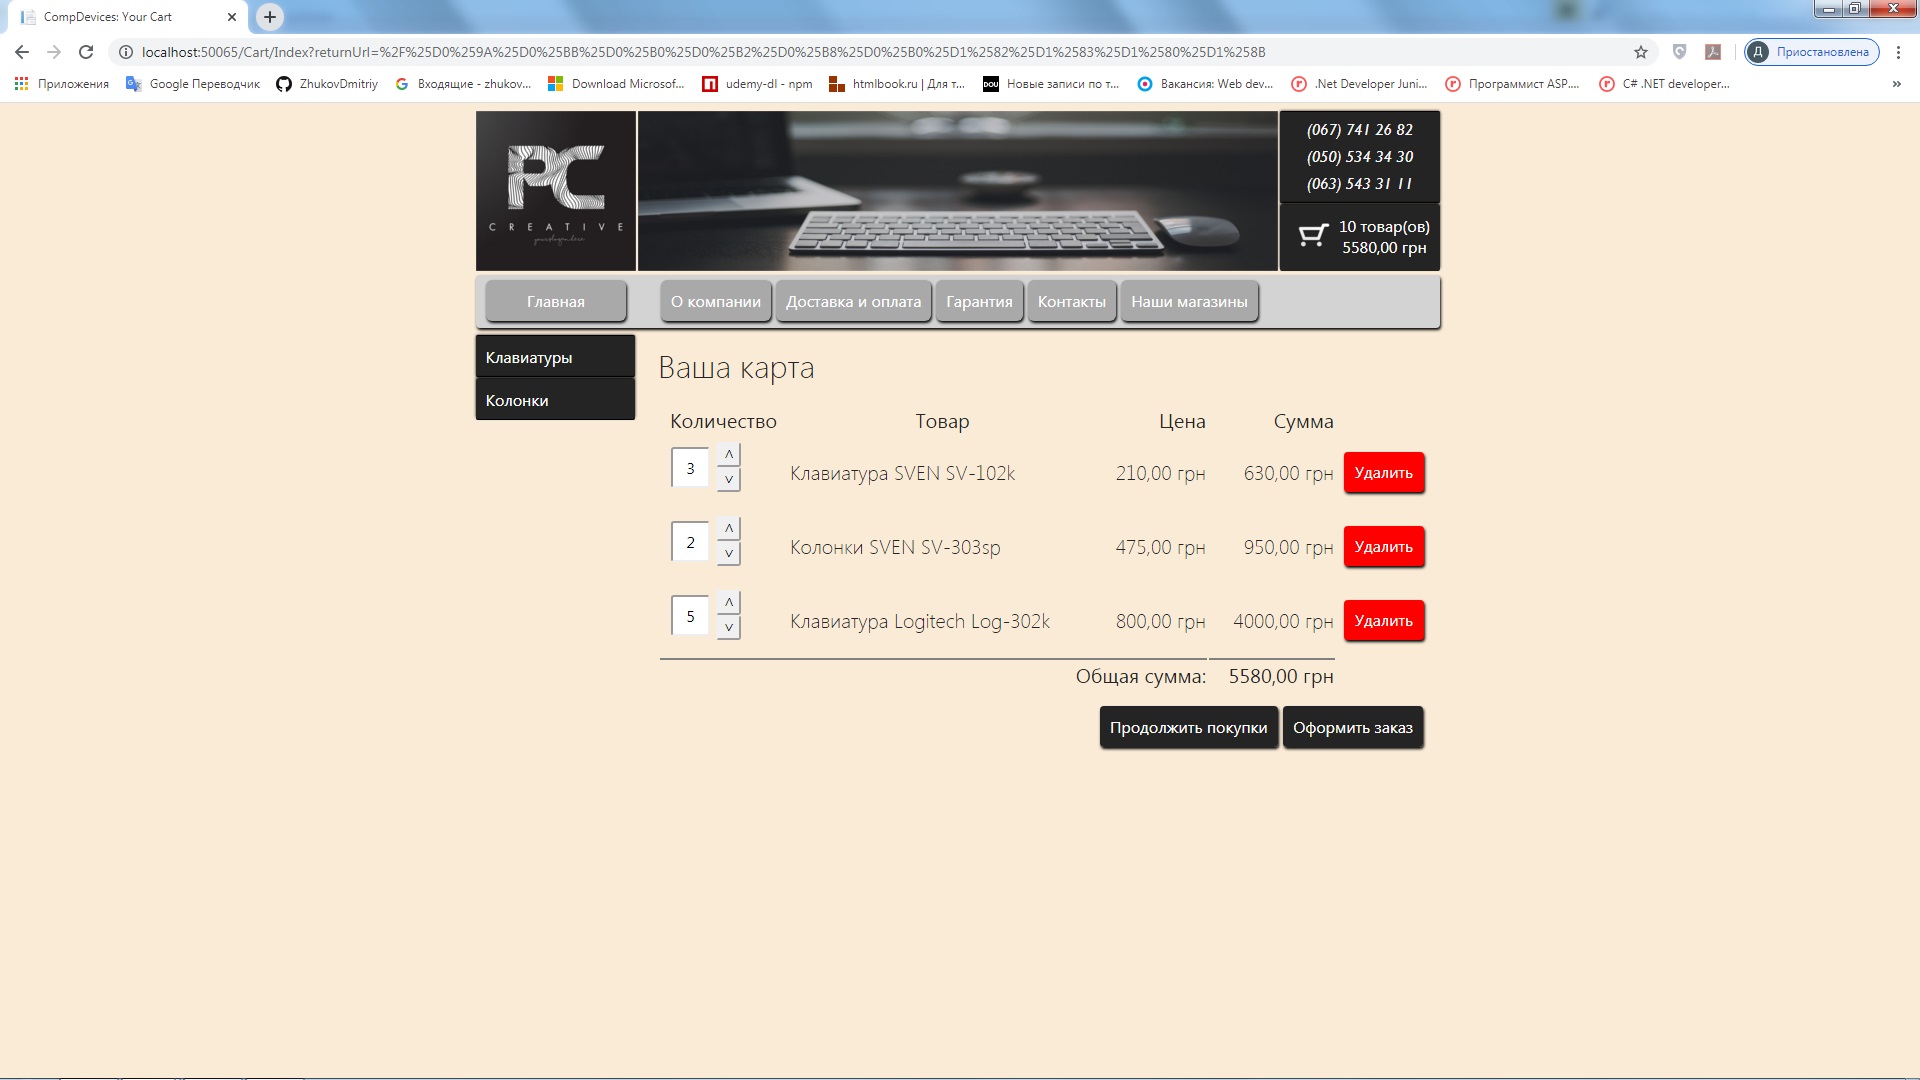 CompDevices: Your Cart
localhost:50065/Cart/Index?returnUrl=%2F%25D0%259A%25D0%25BB%25D0%25B0%25D0%25B2%25D0%25B8%25D0%25B0%25D1%2582%25D1%2583%25D1%2580%25D1%258B
Д Приостановлена
Приложения Google Переводчик ZhukovDmitriy Входящие - zhukov... Download Microsof... udemy-dl - npm htmlbook.ru | Для т... DOU Новые записи по т... Вакансия: Web dev... .Net Developer Juni... Программист ASP.... C# .NET developer... »
PC
CREATIVE
(067) 741 26 82
(050) 534 34 30
(063) 543 31 11
10 товар(ов)
5580,00 грн
Главная О компании Доставка и оплата Гарантия Контакты Наши магазины
Клавиатуры
Колонки
Ваша карта
Количество Товар Цена Сумма
3 Клавиатура SVEN SV-102k 210,00 грн 630,00 грн Удалить
2 Колонки SVEN SV-303sp 475,00 грн 950,00 грн Удалить
5 Клавиатура Logitech Log-302k 800,00 грн 4000,00 грн Удалить
Общая сумма: 5580,00 грн
Продолжить покупки Оформить заказ